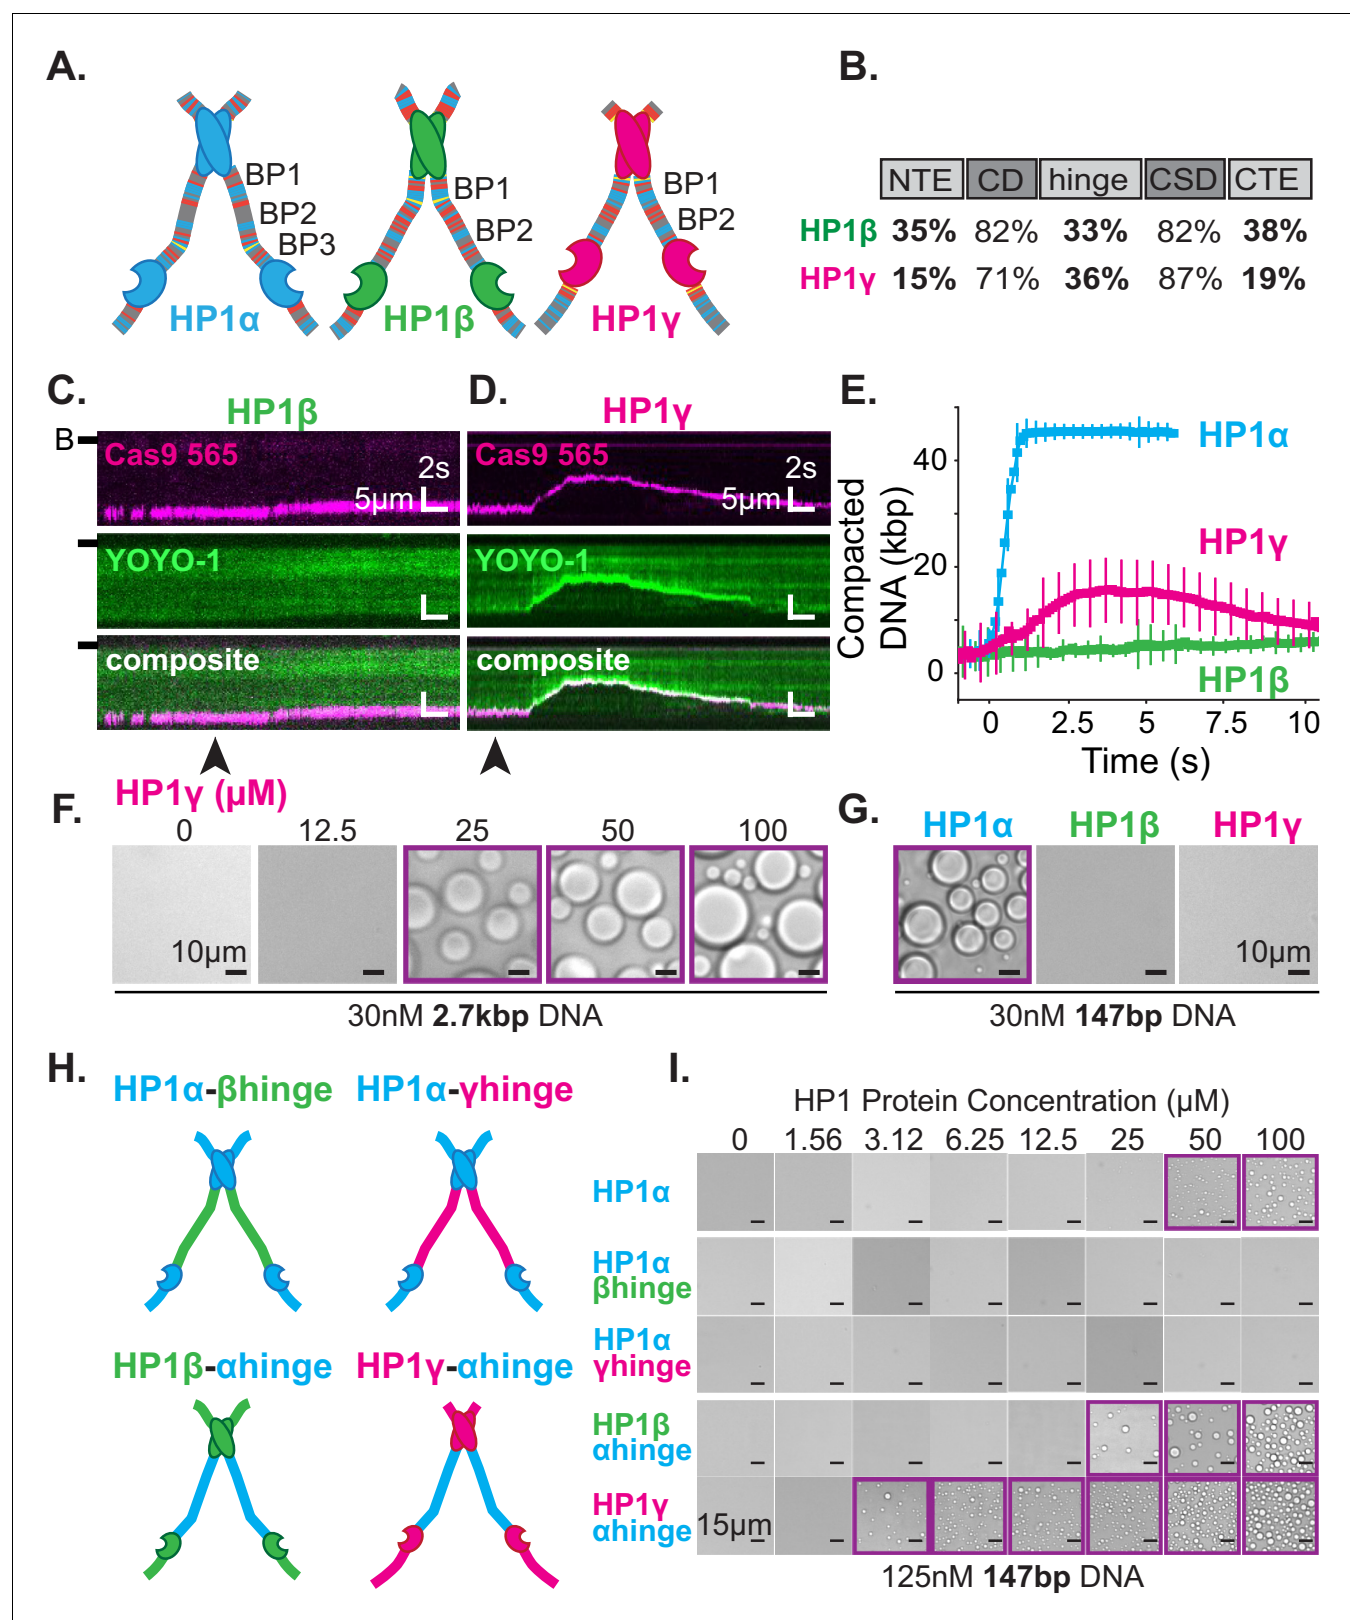 A.
BP1
BP2
BP3
HP1α
BP1
BP2
HP1β
BP1
BP2
HP1γ
B.
NTE CD hinge CSD CTE
HP1β 35% 82% 33% 82% 38%
HP1γ 15% 71% 36% 87% 19%
C.
HP1β
B
Cas9 565
2s
5μm
YOYO-1
composite
D.
HP1γ
Cas9 565
2s
5μm
YOYO-1
composite
E.
Compacted
DNA (kbp)
40
20
0
HP1α
HP1γ
HP1β
0 2.5 5 7.5 10
Time (s)
F.
HP1γ (μM)
0 12.5 25 50 100
10μm
30nM 2.7kbp DNA
G.
HP1α HP1β HP1γ
10μm
30nM 147bp DNA
H.
HP1α-βhinge HP1α-γhinge
HP1β-αhinge HP1γ-αhinge
I.
HP1 Protein Concentration (μM)
0 1.56 3.12 6.25 12.5 25 50 100
HP1α
HP1α
βhinge
HP1α
γhinge
HP1β
αhinge
HP1γ
αhinge
15μm
125nM 147bp DNA